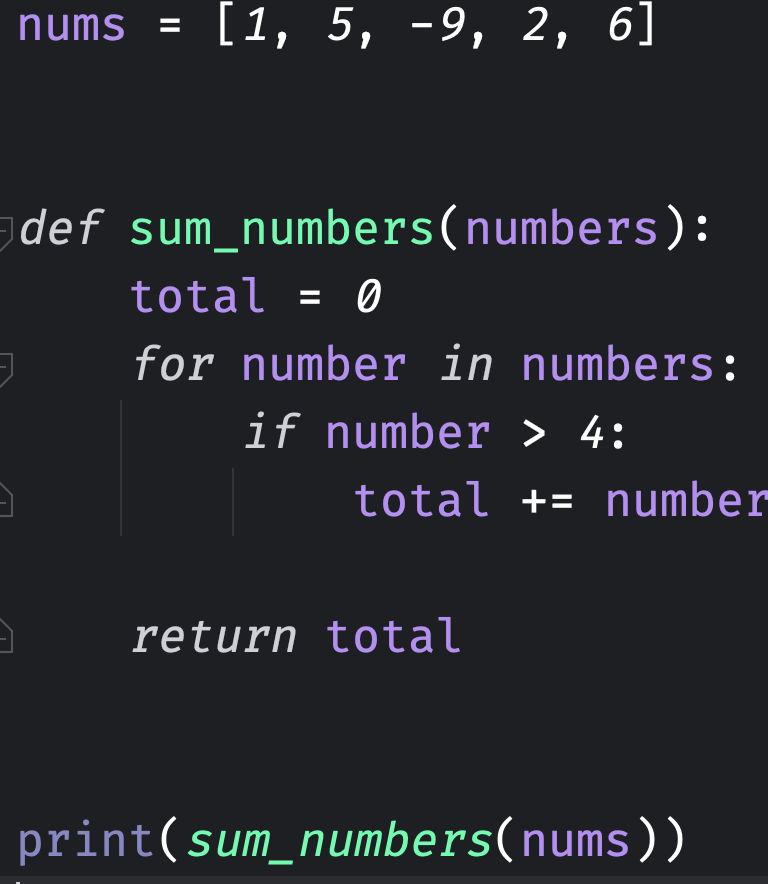 nums = [1, 5, -9, 2, 6]
def sum_numbers(numbers):
    total = 0
    for number in numbers:
        if number > 4:
            total += number
    return total
print(sum_numbers(nums))